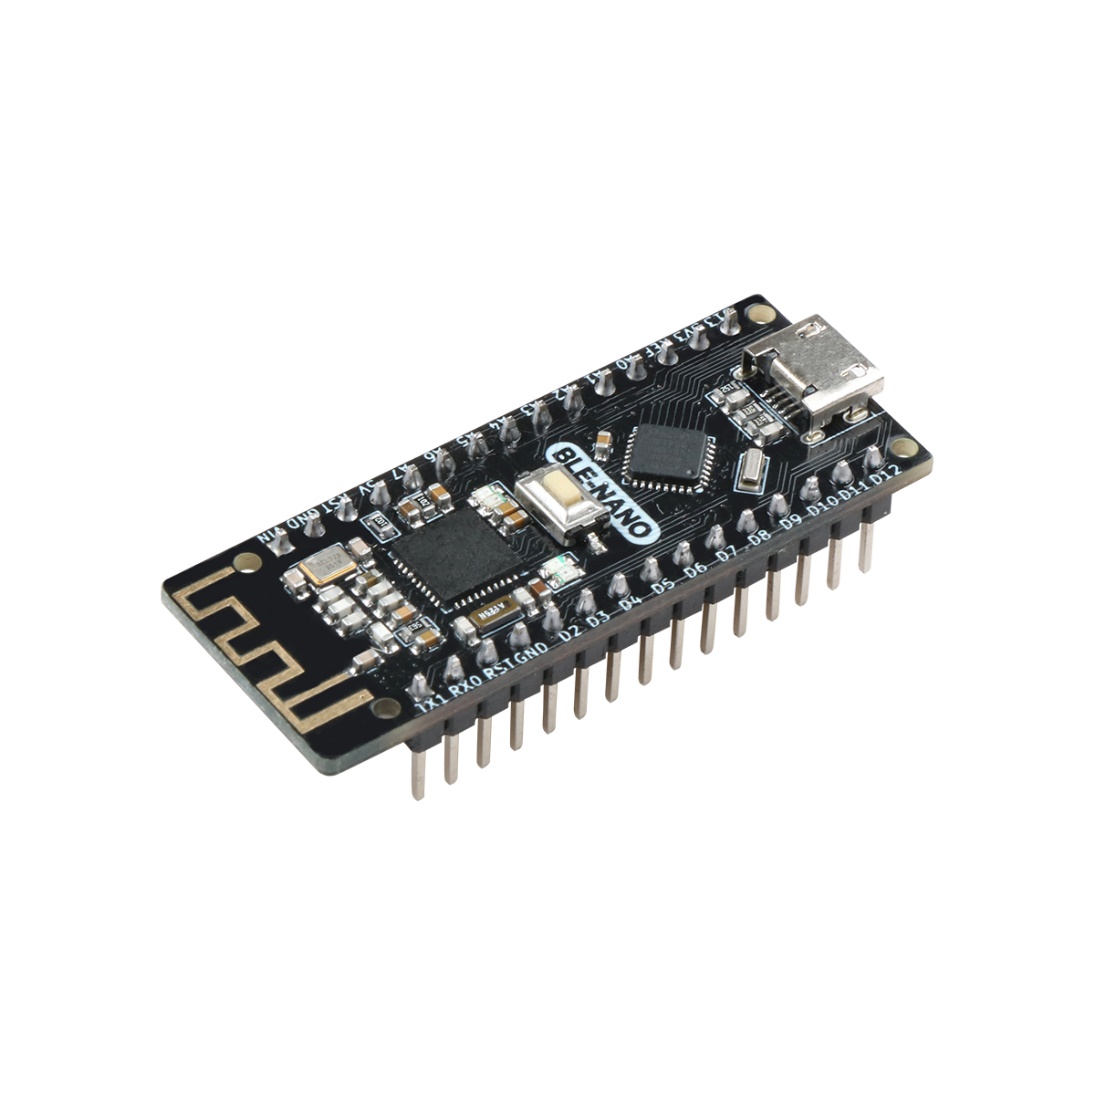 D13
3V3
REF
A0
A1
A2
A3
A4
A5
A6
A7
5V
RST
GND
VIN
BLE-NANO
TX1
RX0
RST
GND
D2
D3
D4
D5
D6
D7
D8
D9
D10
D11
D12